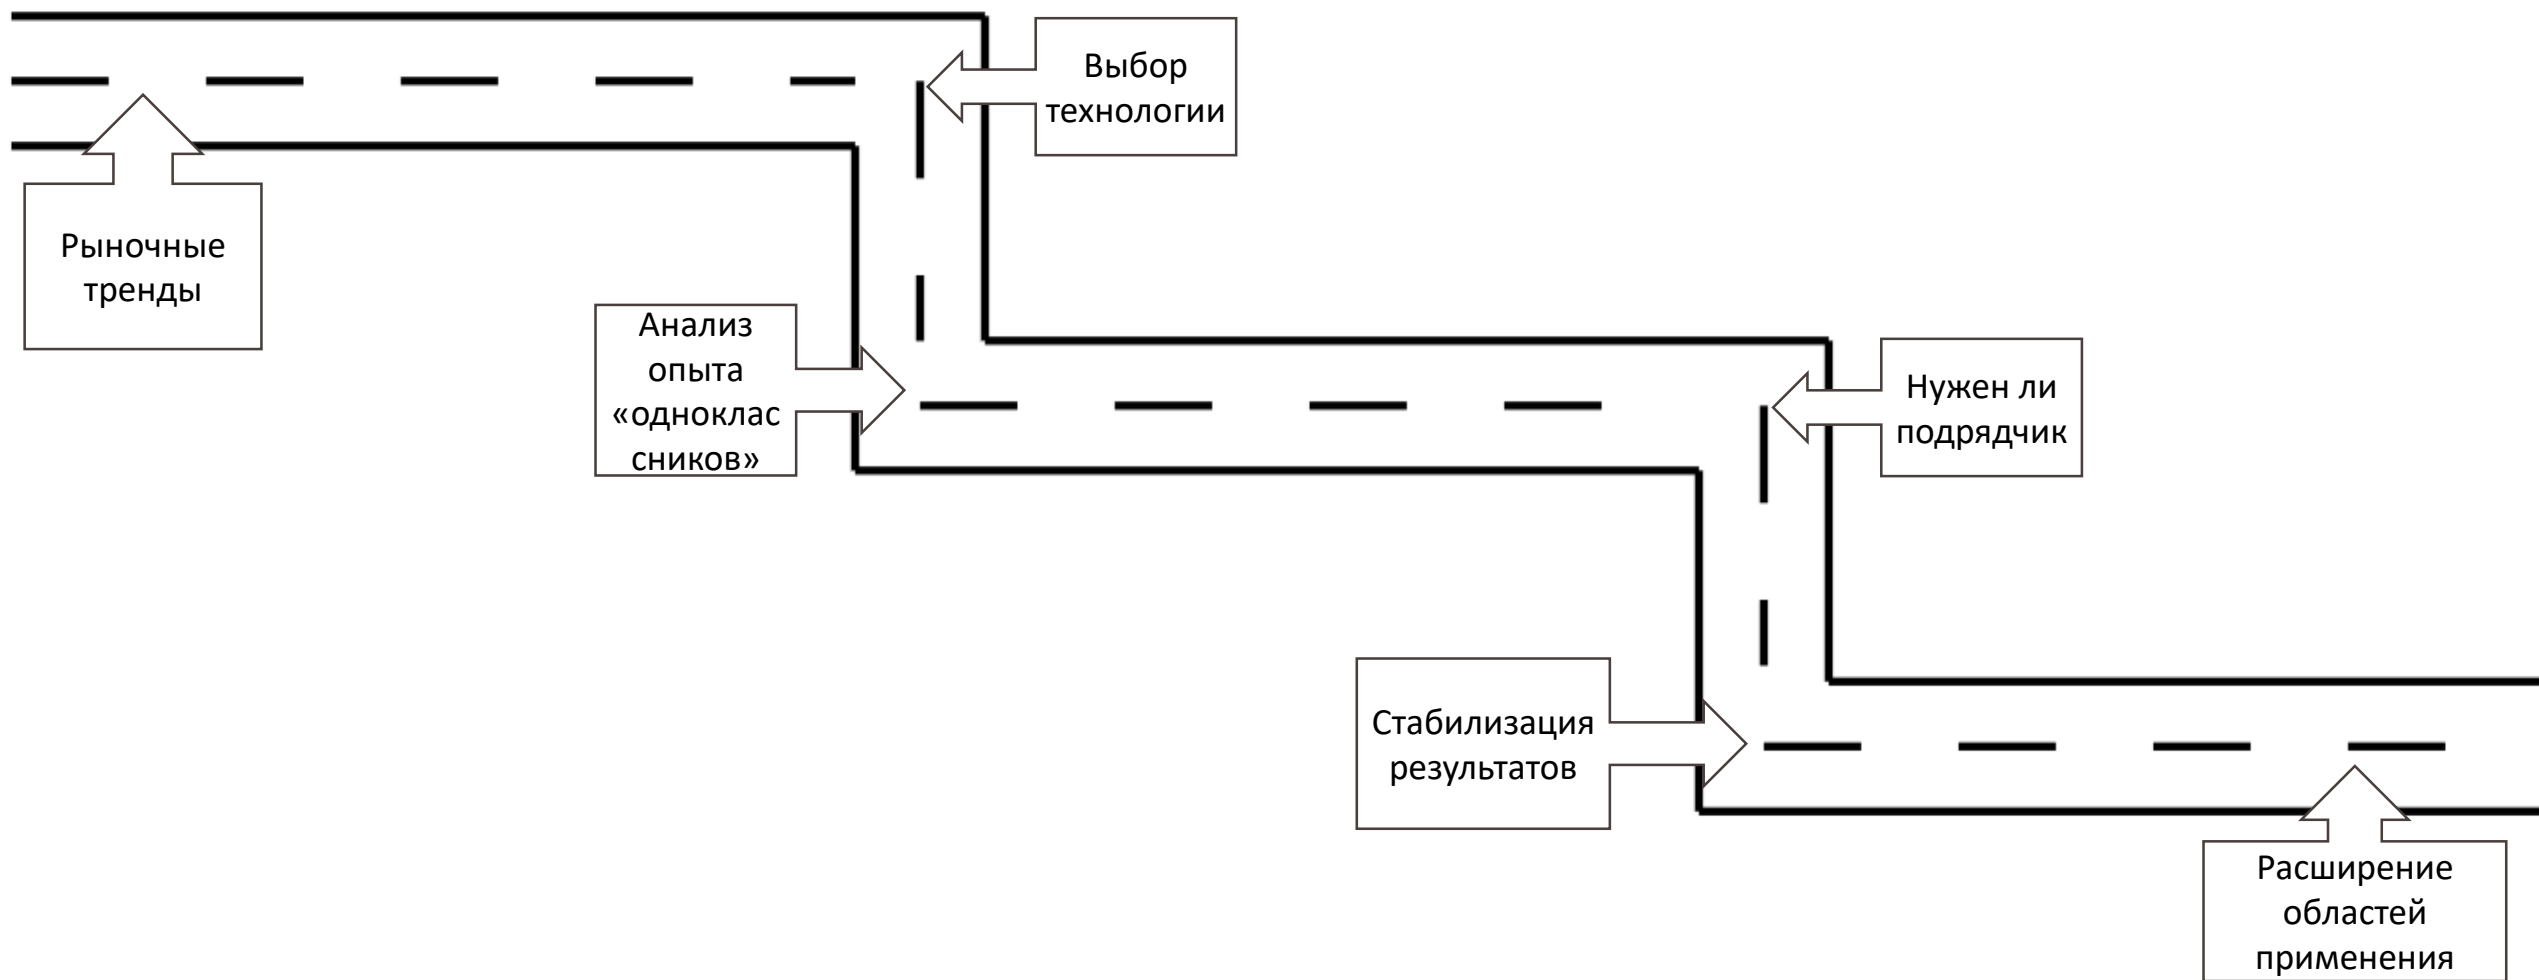 Выбор
технологии
Рыночные
тренды
Анализ
опыта
«одноклас
сников»
Нужен ли
подрядчик
Стабилизация
результатов
Расширение
областей
применения